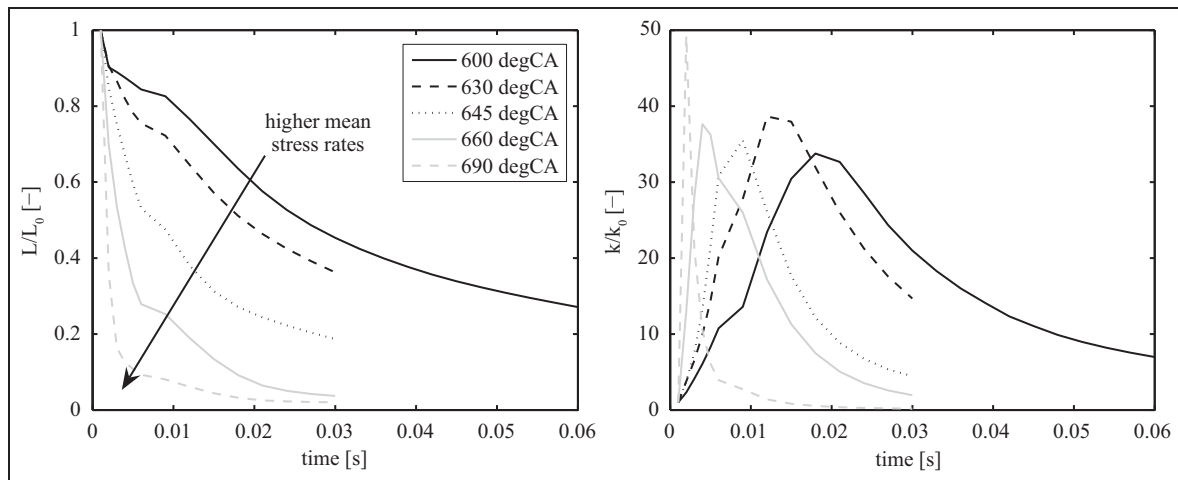 1
0.8
0.6
0.4
0.2
0
L/L0 [−]
0
0.01
0.02
0.03
0.04
0.05
0.06
time [s]
higher mean
stress rates
600 degCA
630 degCA
645 degCA
660 degCA
690 degCA
50
40
30
20
10
0
k/k0 [−]
0
0.01
0.02
0.03
0.04
0.05
0.06
time [s]